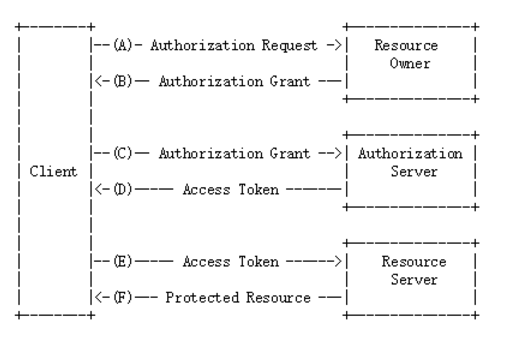 (A) Authorization Request
Resource
Owner
(B) Authorization Grant
(C) Authorization Grant
Authorization
Server
Client
(D) Access Token
(E) Access Token
Resource
Server
(F) Protected Resource